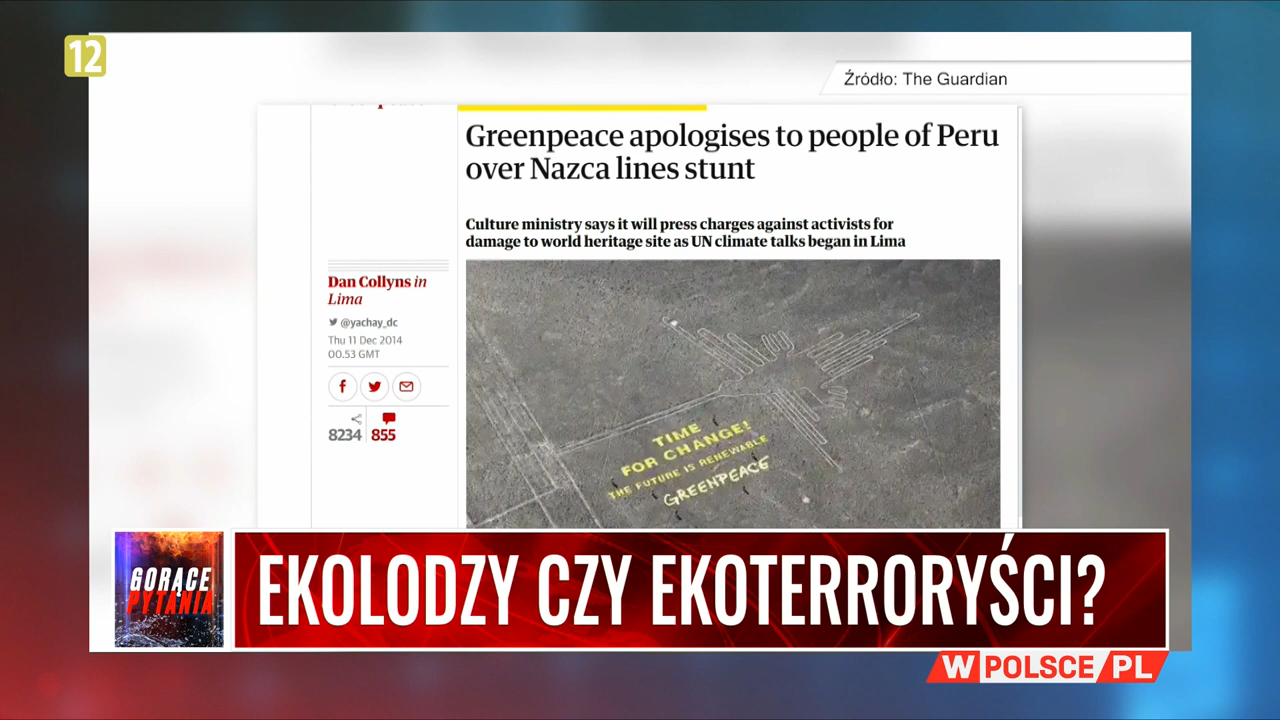 12
Źródło: The Guardian
Greenpeace apologises to people of Peru
over Nazca lines stunt
Culture ministry says it will press charges against activists for
damage to world heritage site as UN climate talks began in Lima
Dan Collyns in
Lima
@yachay_dc
Thu 11 Dec 2014
00.53 GMT
8234 855
TIME
FOR CHANGE!
THE FUTURE IS RENEWABLE
GREENPEACE
GORĄCE
PYTANIA
EKOLODZY CZY EKOTERRORYŚCI?
W POLSCE PL